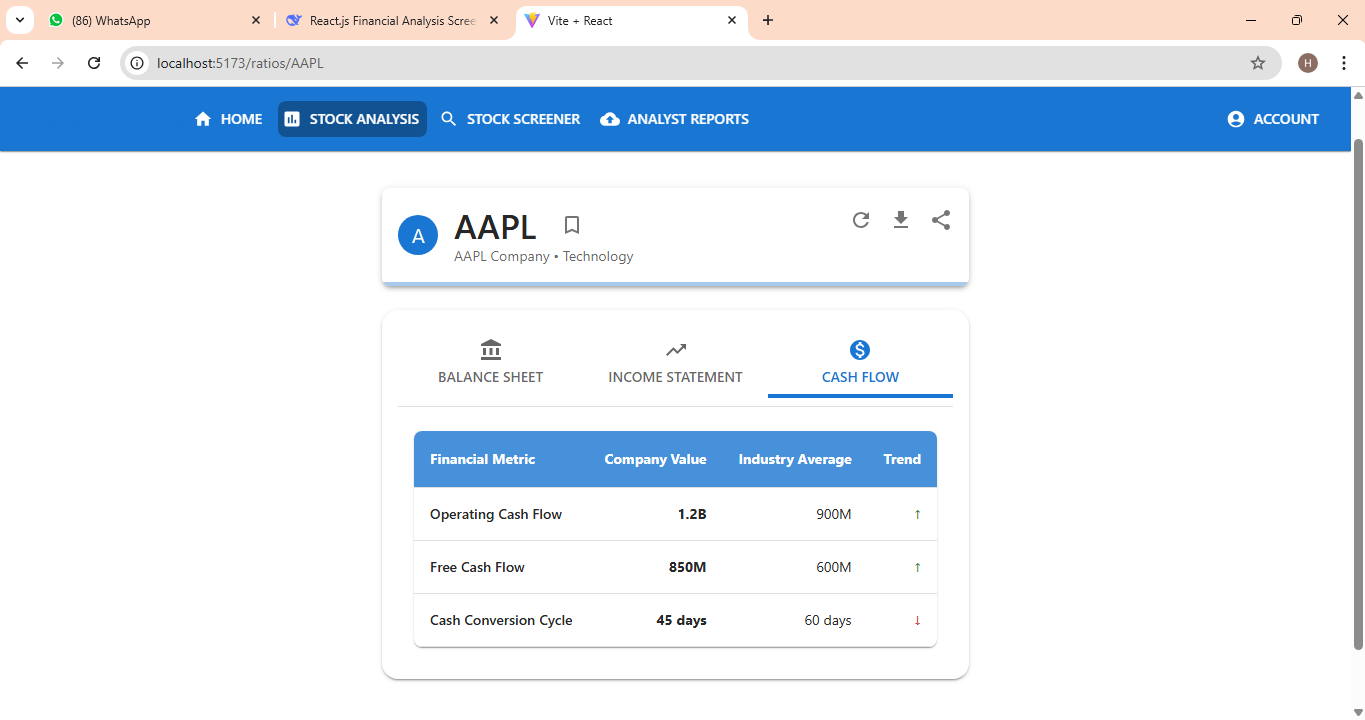 (86) WhatsApp
React.js Financial Analysis Scree
Vite + React
localhost:5173/ratios/AAPL
H
HOME
STOCK ANALYSIS
STOCK SCREENER
ANALYST REPORTS
ACCOUNT
A
AAPL
AAPL Company • Technology
BALANCE SHEET
INCOME STATEMENT
$
CASH FLOW
Financial Metric Company Value Industry Average Trend
Operating Cash Flow 1.2B 900M ↑
Free Cash Flow 850M 600M ↑
Cash Conversion Cycle 45 days 60 days ↓